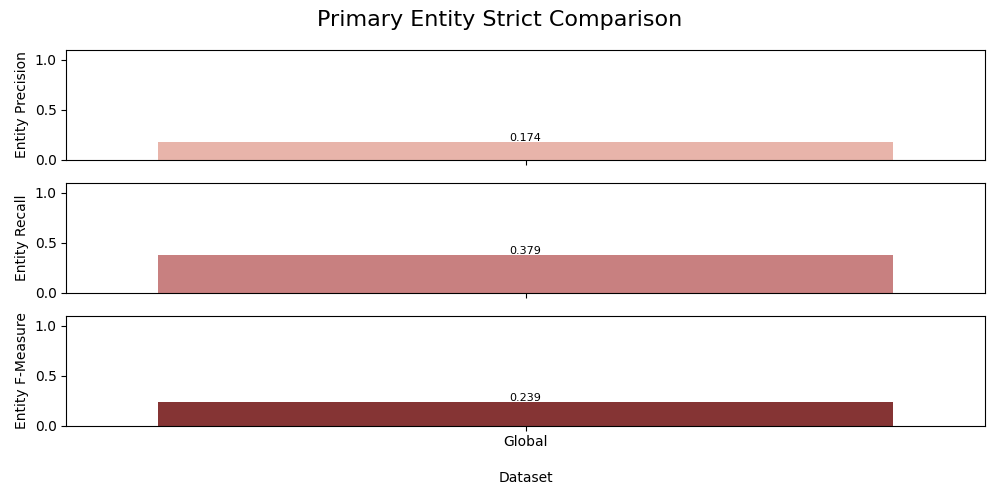 Primary Entity Strict Comparison
Entity Precision
1.0
0.5
0.0
0.174
Entity Recall
1.0
0.5
0.0
0.379
Entity F-Measure
1.0
0.5
0.0
0.239
Global
Dataset